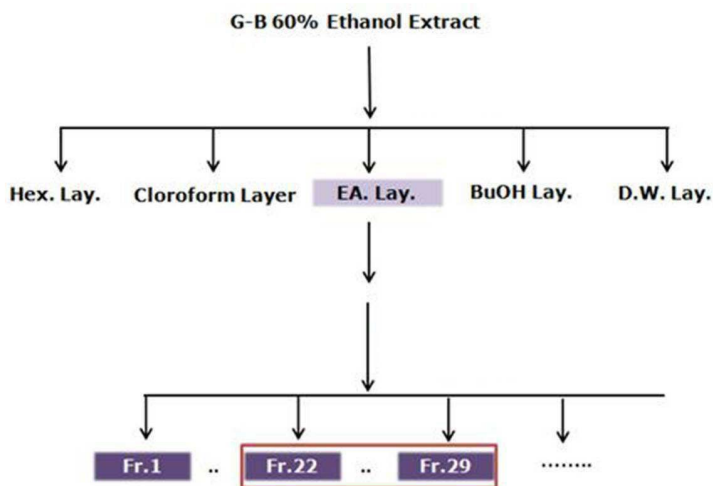 G-B 60% Ethanol Extract
Hex. Lay. Cloroform Layer EA. Lay. BuOH Lay. D.W. Lay.
Fr.1 .. Fr.22 .. Fr.29 ........